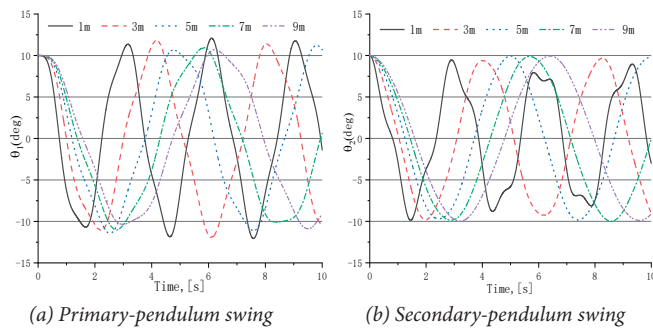 1m 3m 5m 7m 9m
15
10
5
0
-5
-10
-15
θ₁(deg)
0 2 4 6 8 10
Time,[s]
(a) Primary-pendulum swing
1m 3m 5m 7m 9m
15
10
5
0
-5
-10
-15
0 2 4 6 8 10
Time,[s]
(b) Secondary-pendulum swing